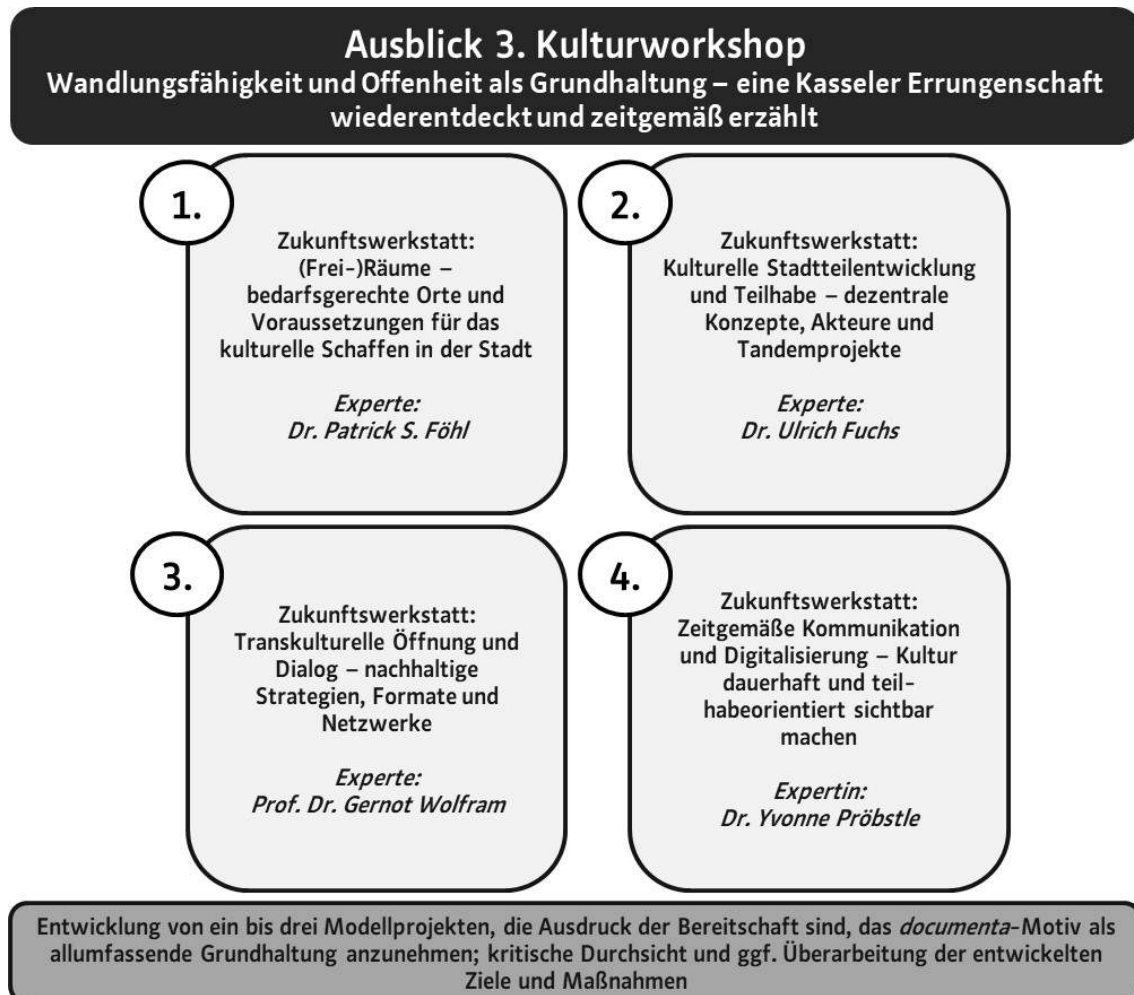 Ausblick 3. Kulturworkshop
Wandlungsfähigkeit und Offenheit als Grundhaltung – eine Kasseler Errungenschaft
wiederentdeckt und zeitgemäß erzählt
1.
Zukunftswerkstatt:
(Frei-)Räume –
bedarfsgerechte Orte und
Voraussetzungen für das
kulturelle Schaffen in der Stadt
Experte:
Dr. Patrick S. Föhl
2.
Zukunftswerkstatt:
Kulturelle Stadtteilentwicklung
und Teilhabe – dezentrale
Konzepte, Akteure und
Tandemprojekte
Experte:
Dr. Ulrich Fuchs
3.
Zukunftswerkstatt:
Transkulturelle Öffnung und
Dialog – nachhaltige
Strategien, Formate und
Netzwerke
Experte:
Prof. Dr. Gernot Wolfram
4.
Zukunftswerkstatt:
Zeitgemäße Kommunikation
und Digitalisierung – Kultur
dauerhaft und teil-
habeorientiert sichtbar
machen
Expertin:
Dr. Yvonne Pröbstle
Entwicklung von ein bis drei Modellprojekten, die Ausdruck der Bereitschaft sind, das documenta-Motiv als
allumfassende Grundhaltung anzunehmen; kritische Durchsicht und ggf. Überarbeitung der entwickelten
Ziele und Maßnahmen